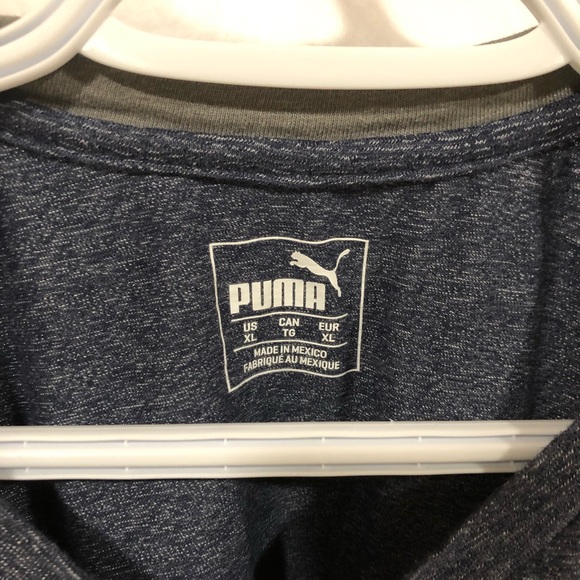 PUMA
US CAN EUR
XL TG XL
MADE IN MEXICO
FABRIQUÉ AU MEXIQUE